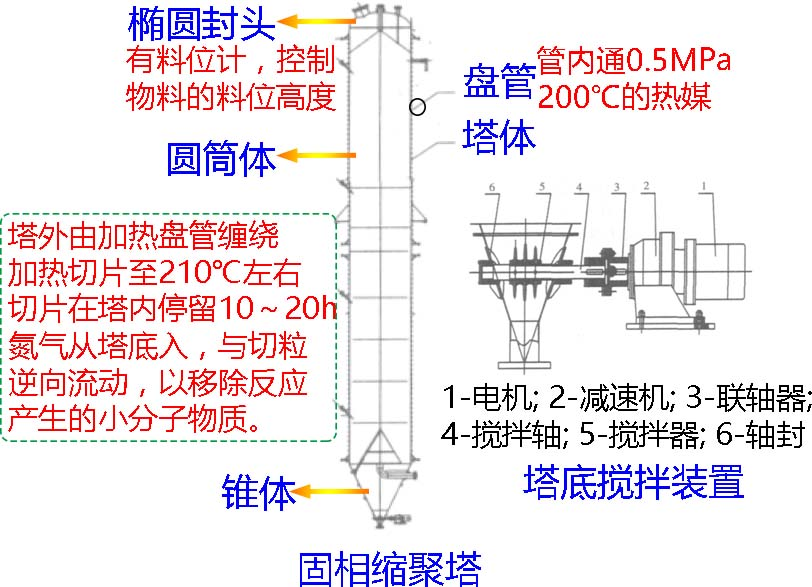 椭圆封头
有料位计，控制
物料的料位高度
盘管
管内通0.5MPa
200℃的热媒
塔体
圆筒体
塔外由加热盘管缠绕
加热切片至210℃左右
切片在塔内停留10～20h
氮气从塔底入，与切粒
逆向流动，以移除反应
产生的小分子物质。
锥体
固相缩聚塔
6 5 4 3 2 1
1-电机; 2-减速机; 3-联轴器;
4-搅拌轴; 5-搅拌器; 6-轴封
塔底搅拌装置